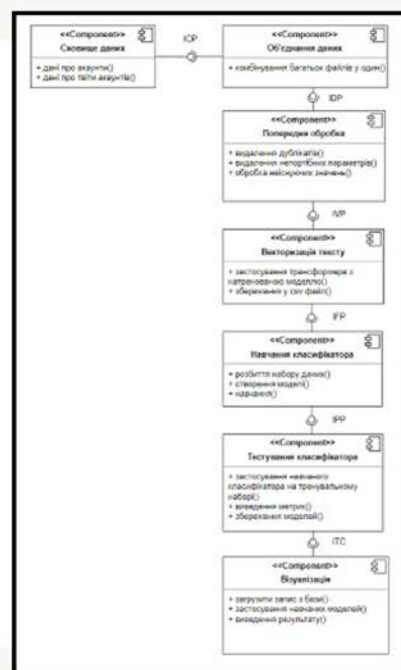 <<Component>>
Сховище даних
+ дані про акаунти()
+ дані про твіти акаунтів()
ICP
<<Component>>
Об'єднання даних
+ комбінування багатьох файлів у один()
IDP
<<Component>>
Попередня обробка
+ видалення дублікатів()
+ видалення непортібних параметрів()
+ обробка неіснуючих значень()
IVP
<<Component>>
Векторизація тексту
+ застосування трансформера з
натренованою моделлю()
+ збереження у csv файл()
IFP
<<Component>>
Навчання класифікатора
+ розбиття набору даних()
+ створення моделі()
+ навчання()
IPP
<<Component>>
Тестування класифікатора
+ застосування навчаного
класифікатора на тренувальному
наборі()
+ виведення метрик()
+ збереження моделей()
ITC
<<Component>>
Візуалізація
+ загрузити запис з бази()
+ застосування навчаних моделей()
+ виведення результату()